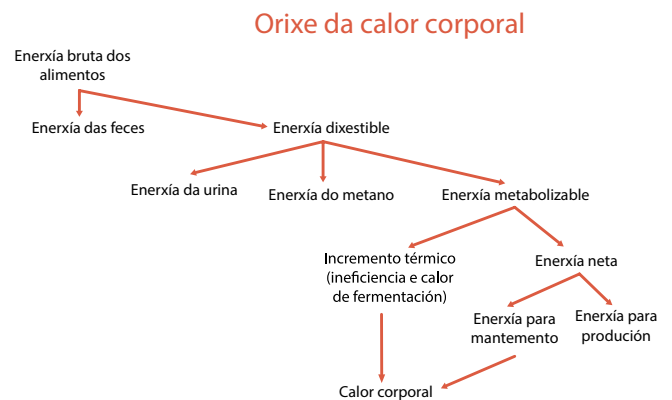 Orixe da calor corporal
Enerxía bruta dos
alimentos
Enerxía das feces
Enerxía dixestible
Enerxía da urina
Enerxía do metano
Enerxía metabolizable
Incremento térmico
(ineficiencia e calor
de fermentación)
Enerxía neta
Enerxía para
mantemento
Enerxía para
produción
Calor corporal